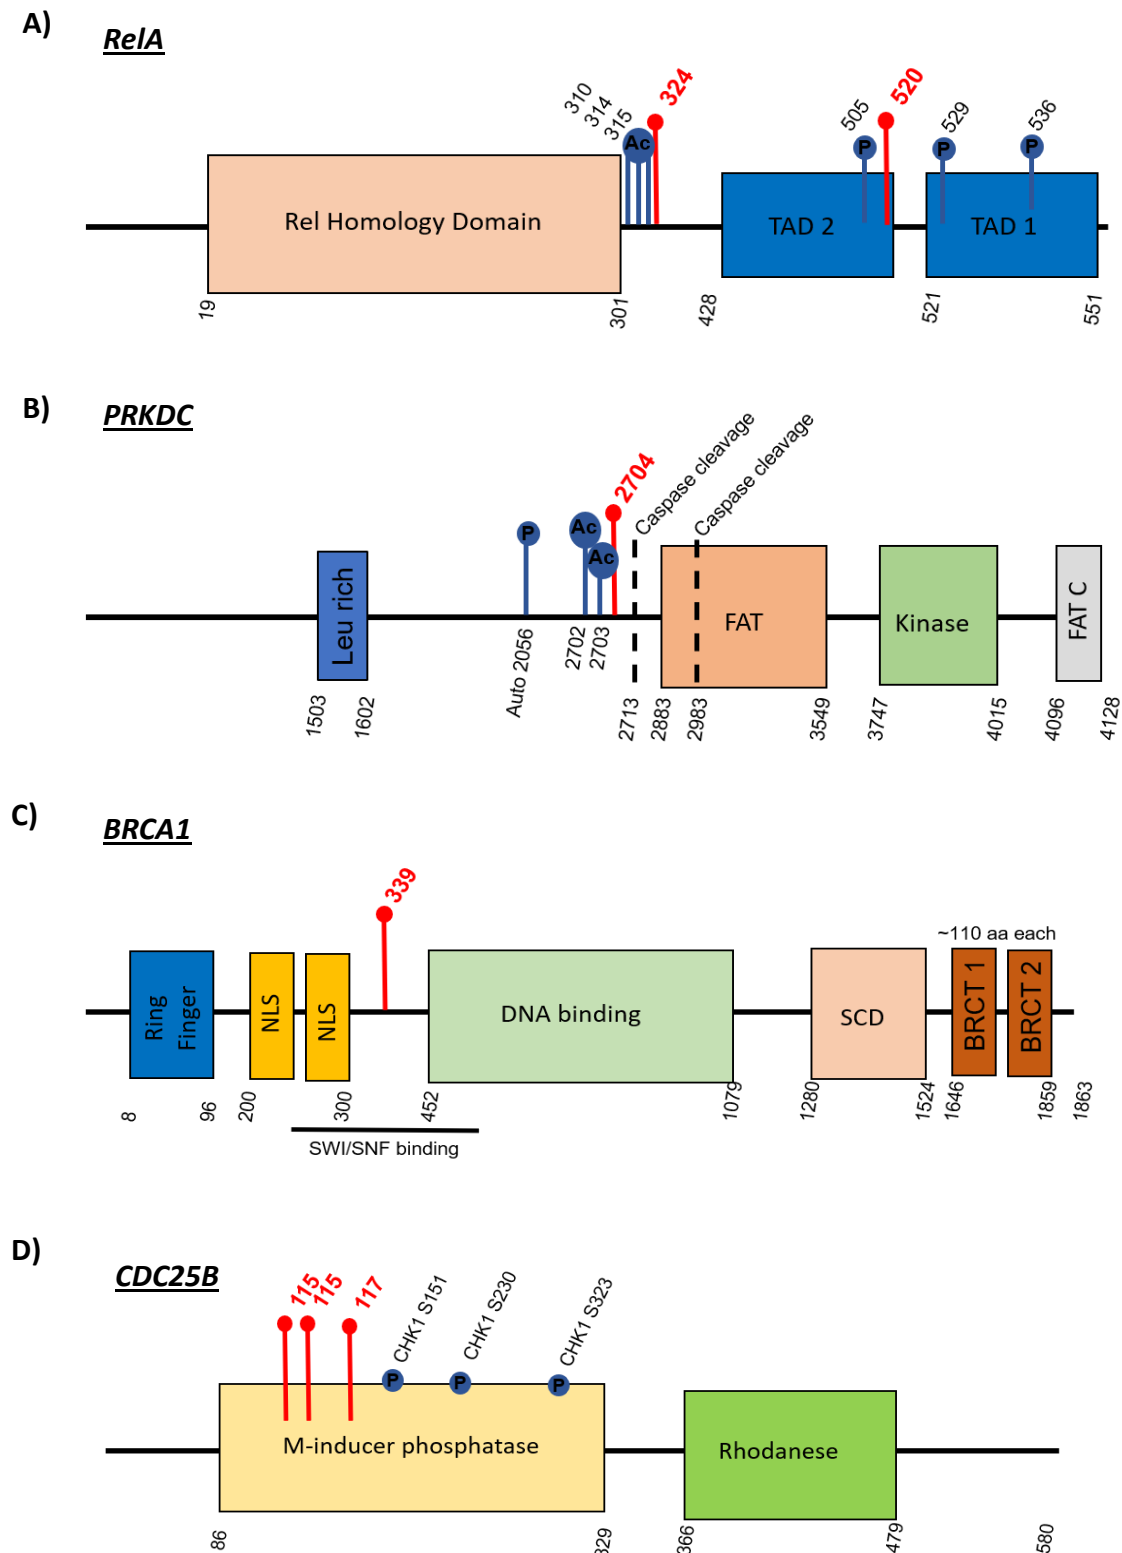 A)
RelA
310
314
315
324
505
520
529
536
Ac
P
P
P
Rel Homology Domain
TAD 2
TAD 1
19
301
428
521
551
B)
PRKDC
2704
Caspase cleavage
Caspase cleavage
P
Ac
Ac
Leu rich
FAT
Kinase
FAT C
Auto 2056
2702
2703
1503
1602
2713
2883
2983
3549
3747
4015
4096
4128
C)
BRCA1
339
~110 aa each
Ring
Finger
NLS
NLS
DNA binding
SCD
BRCT 1
BRCT 2
8
96
200
300
452
1079
1280
1524
1646
1859
1863
SWI/SNF binding
D)
CDC25B
115
115
117
CHK1 S151
CHK1 S230
CHK1 S323
P
P
P
M-inducer phosphatase
Rhodanese
86
329
366
479
580